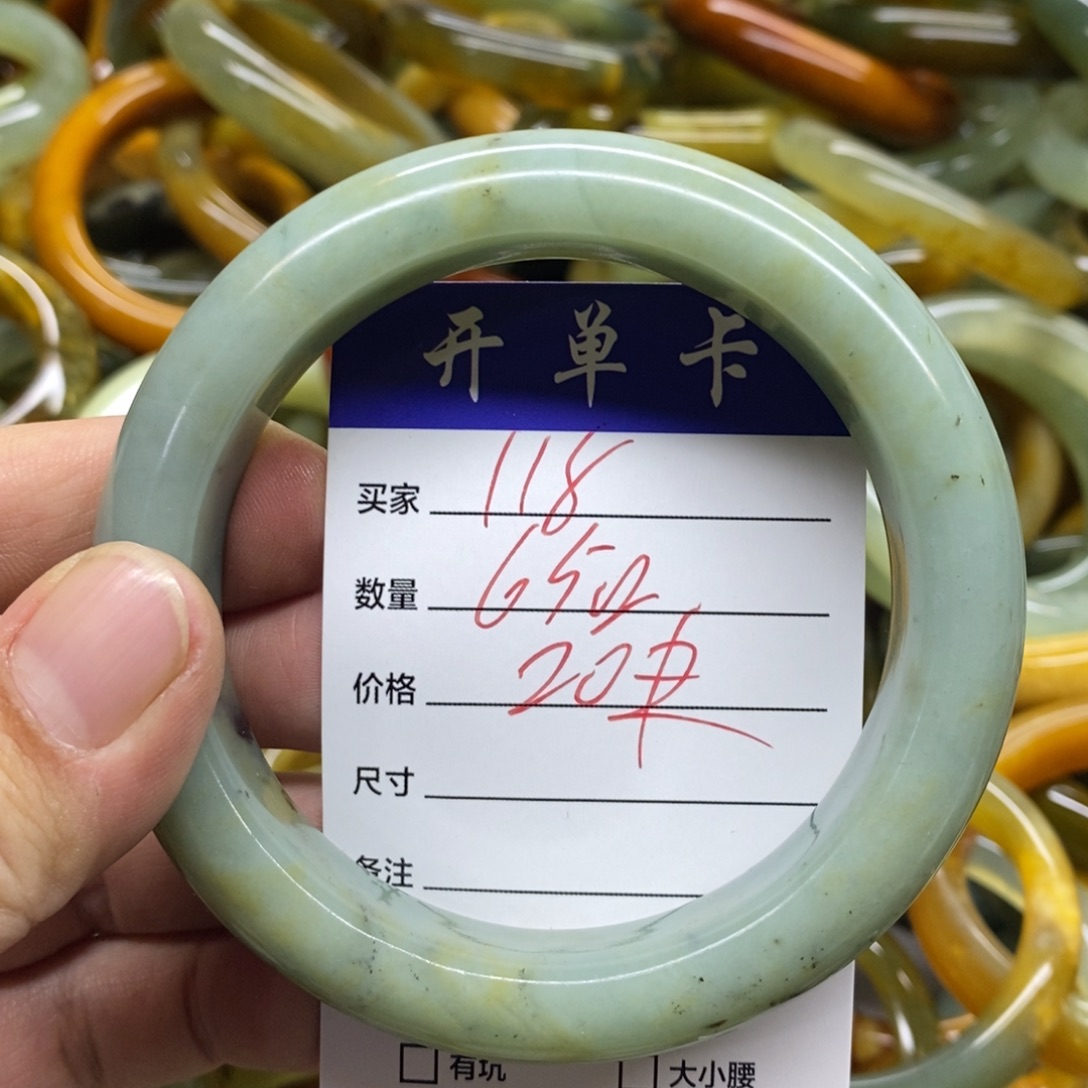 开单卡
买家 118
数量 65
价格 20
尺寸
备注
有坑 大小腰